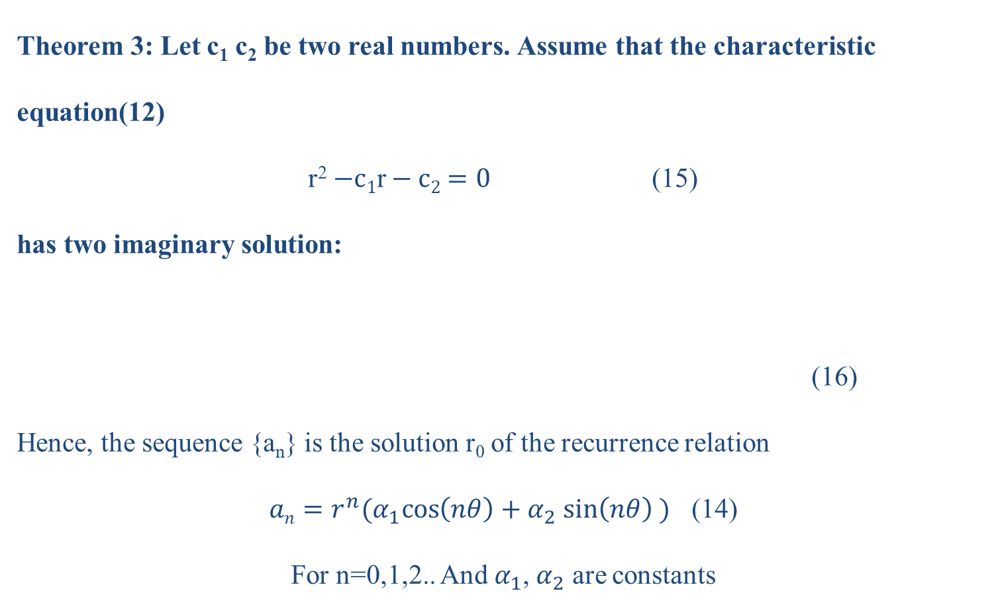 Theorem 3: Let c₁ c₂ be two real numbers. Assume that the characteristic
equation(12)
r² −c₁r − c₂ = 0 (15)
has two imaginary solution:
(16)
Hence, the sequence {aₙ} is the solution r₀ of the recurrence relation
𝑎ₙ = 𝑟ⁿ(𝛼₁cos(𝑛𝜃) + 𝛼₂ sin(𝑛𝜃) ) (14)
For n=0,1,2.. And 𝛼₁, 𝛼₂ are constants